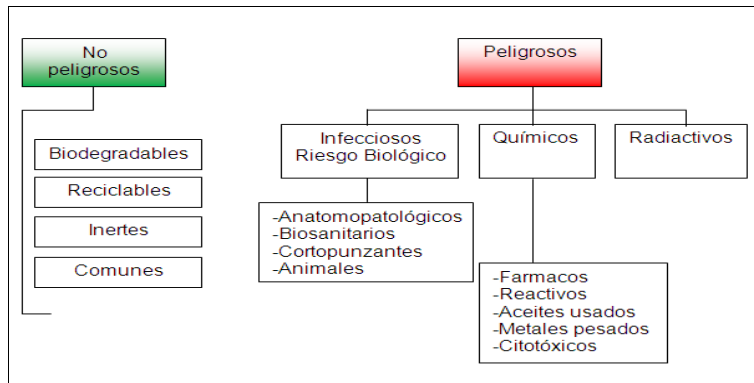 No
peligrosos
Biodegradables
Reciclables
Inertes
Comunes
Peligrosos
Infecciosos
Riesgo Biológico
-Anatomopatológicos
-Biosanitarios
-Cortopunzantes
-Animales
Químicos
-Farmacos
-Reactivos
-Aceites usados
-Metales pesados
-Citotóxicos
Radiactivos